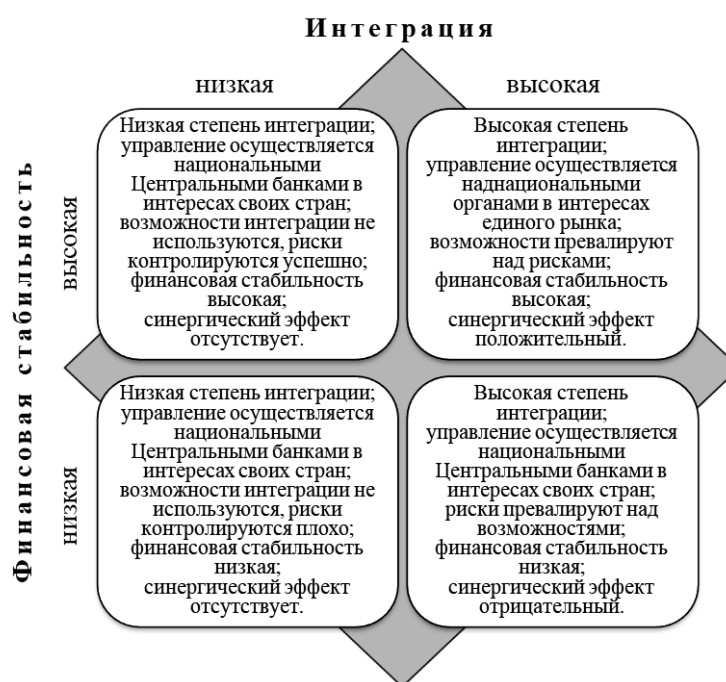 Интеграция
низкая
высокая
Финансовая стабильность
высокая
Низкая степень интеграции;
управление осуществляется
национальными
Центральными банками в
интересах своих стран;
возможности интеграции не
используются, риски
контролируются успешно;
финансовая стабильность
высокая;
синергический эффект
отсутствует.
Высокая степень
интеграции;
управление осуществляется
наднациональными
органами в интересах
единого рынка;
возможности превалируют
над рисками;
финансовая стабильность
высокая;
синергический эффект
положительный.
низкая
Низкая степень интеграции;
управление осуществляется
национальными
Центральными банками в
интересах своих стран;
возможности интеграции не
используются, риски
контролируются плохо;
финансовая стабильность
низкая;
синергический эффект
отсутствует.
Высокая степень
интеграции;
управление осуществляется
национальными
Центральными банками в
интересах своих стран;
риски превалируют над
возможностями;
финансовая стабильность
низкая;
синергический эффект
отрицательный.